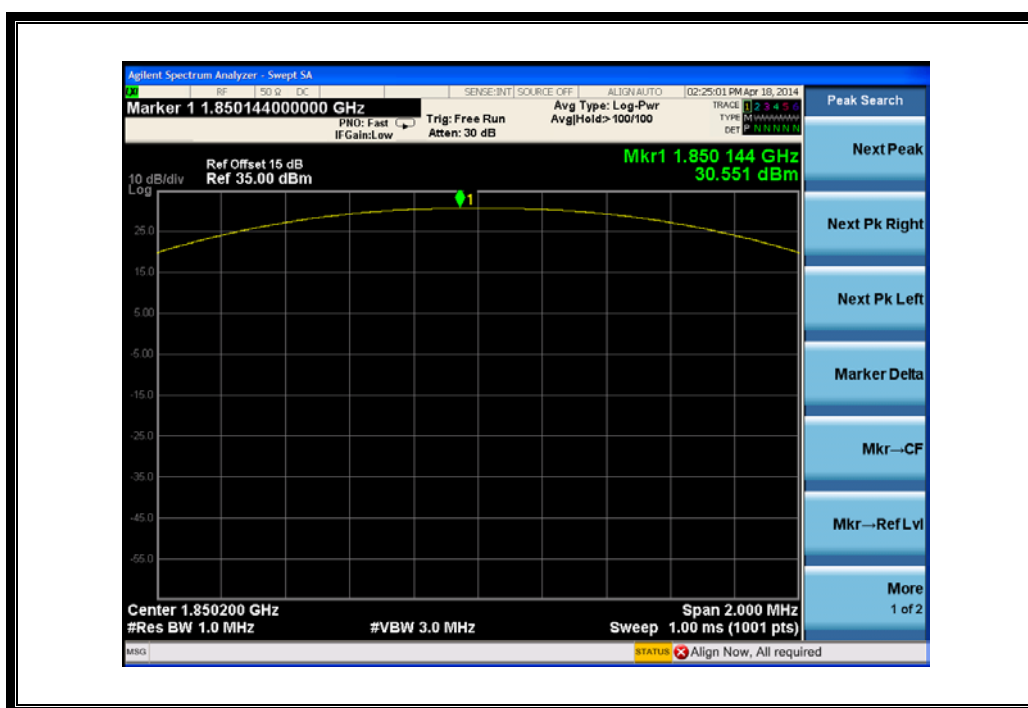 Agilent Spectrum Analyzer - Swept SA
LXI RF 50 Ω DC SENSE:INT SOURCE OFF ALIGN AUTO 02:25:01 PM Apr 18, 2014
Marker 1 1.850144000000 GHz
PNO: Fast
IFGain:Low
Trig: Free Run
Atten: 30 dB
Avg Type: Log-Pwr
Avg|Hold:>100/100
TRACE 1 2 3 4 5 6
TYPE M WWWWW
DET P N N N N N
Mkr1 1.850 144 GHz
30.551 dBm
Ref Offset 15 dB
10 dB/div Ref 35.00 dBm
Log
1
25.0
15.0
5.00
-5.00
-15.0
-25.0
-35.0
-45.0
-55.0
Center 1.850200 GHz Span 2.000 MHz
#Res BW 1.0 MHz #VBW 3.0 MHz Sweep 1.00 ms (1001 pts)
MSG STATUS Align Now, All required
Peak Search
Next Peak
Next Pk Right
Next Pk Left
Marker Delta
Mkr→CF
Mkr→Ref Lvl
More
1 of 2